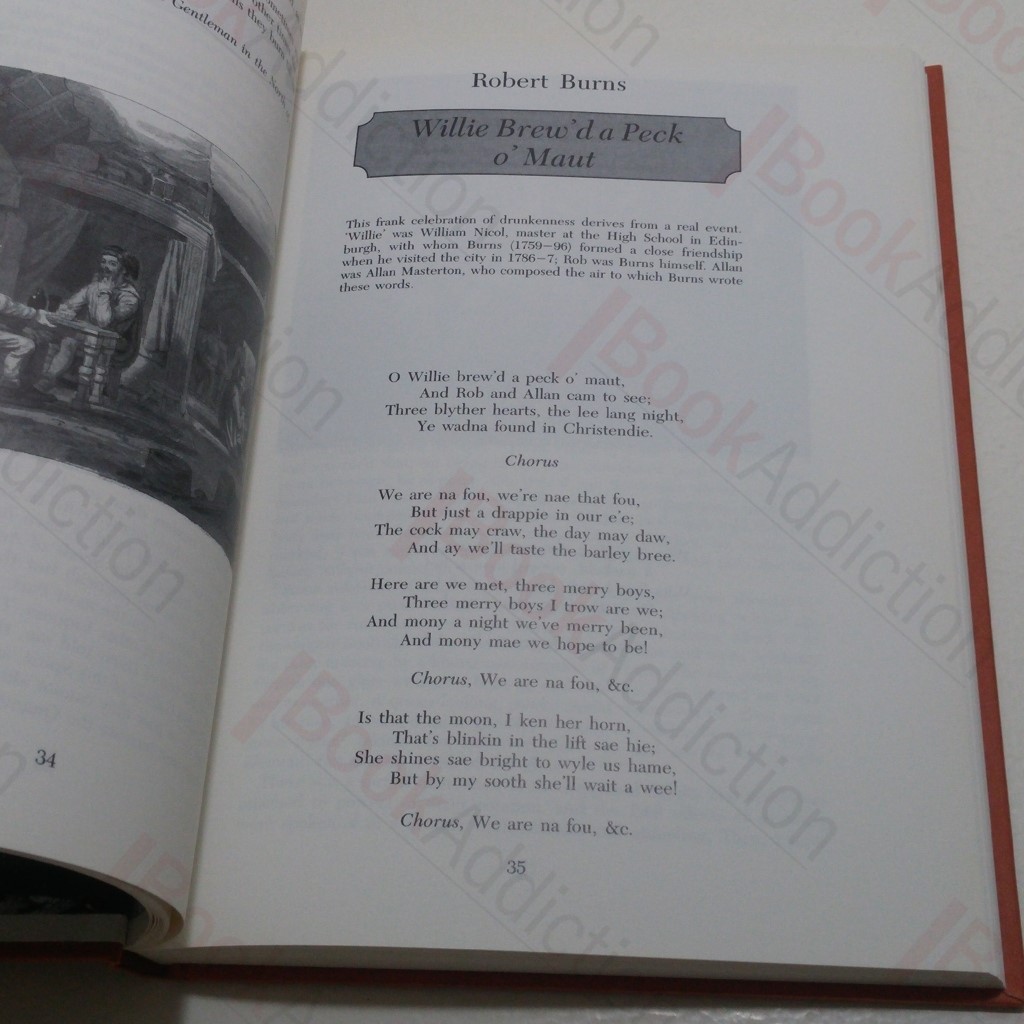 Gentleman in the
34
Robert Burns
Willie Brew'd a Peck
o' Maut
This frank celebration of drunkenness derives from a real event.
'Willie' was William Nicol, master at the High School in Edin-
burgh, with whom Burns (1759–96) formed a close friendship
when he visited the city in 1786–7; Rob was Burns himself. Allan
was Allan Masterton, who composed the air to which Burns wrote
these words.
O Willie brew'd a peck o' maut,
And Rob and Allan cam to see;
Three blyther hearts, the lee lang night,
Ye wadna found in Christendie.
Chorus
We are na fou, we're nae that fou,
But just a drappie in our e'e;
The cock may craw, the day may daw,
And ay we'll taste the barley bree.
Here are we met, three merry boys,
Three merry boys I trow are we;
And mony a night we've merry been,
And mony mae we hope to be!
Chorus, We are na fou, &c.
Is that the moon, I ken her horn,
That's blinkin in the lift sae hie;
She shines sae bright to wyle us hame,
But by my sooth she'll wait a wee!
Chorus, We are na fou, &c.
35
BookAddiction
BookAddiction
BookAddiction
BookAddiction